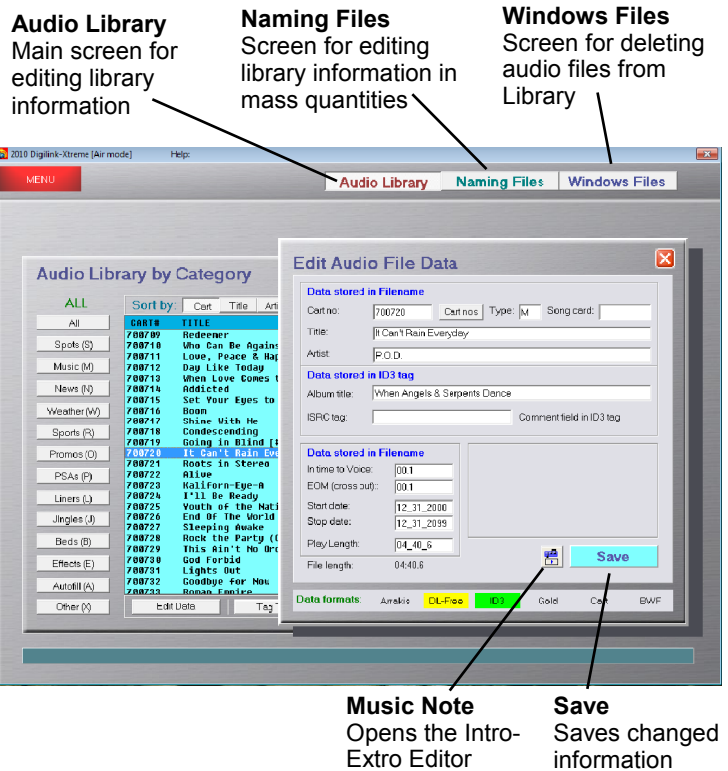 Audio Library
Main screen for
editing library
information
Naming Files
Screen for editing
library information in
mass quantities
Windows Files
Screen for deleting
audio files from
Library
2010 Digilink-Xtreme [Air mode] Help:
MENU
Audio Library Naming Files Windows Files
Audio Library by Category
ALL
All
Spots (S)
Music (M)
News (N)
Weather (W)
Sports (R)
Promos (O)
PSAs (P)
Liners (L)
Jingles (J)
Beds (B)
Effects (E)
Autofill (A)
Other (X)
Sort by: Cart Title Arti
CART# TITLE
700709 Redeemer
700710 Who Can Be Agains
700711 Love, Peace & Hap
700712 Day Like Today
700713 When Love Comes t
700714 Addicted
700715 Set Your Eyes to
700716 Boom
700717 Shine With Me
700718 Condescending
700719 Going in Blind [
700720 It Can't Rain Eve
700721 Roots in Stereo
700722 Alive
700723 Kaliforn-Eye-A
700724 I'll Be Ready
700725 Youth of the Nati
700726 End Of The World
700727 Sleeping Awake
700728 Rock the Party (O
700729 This Ain't No Ord
700730 God Forbid
700731 Lights Out
700732 Goodbye for Now
700733 Roman Empire
Edit Data Tag T
Edit Audio File Data
Data stored in Filename
Cart no: 700720 Cart nos Type: M Song card:
Title: It Can't Rain Everyday
Artist: P.O.D.
Data stored in ID3 tag
Album title: When Angels & Serpents Dance
ISRC tag: Comment field in ID3 tag
Data stored in Filename
In time to Voice: 00.1
EOM (cross out):: 00.1
Start date: 12_31_2000
Stop date: 12_31_2099
Play Length: 04_40_6
File length: 04:40.6
Save
Data formats: Arrakis DL-Free ID3 Gold Cart BWF
Music Note
Opens the Intro-
Extro Editor
Save
Saves changed
information